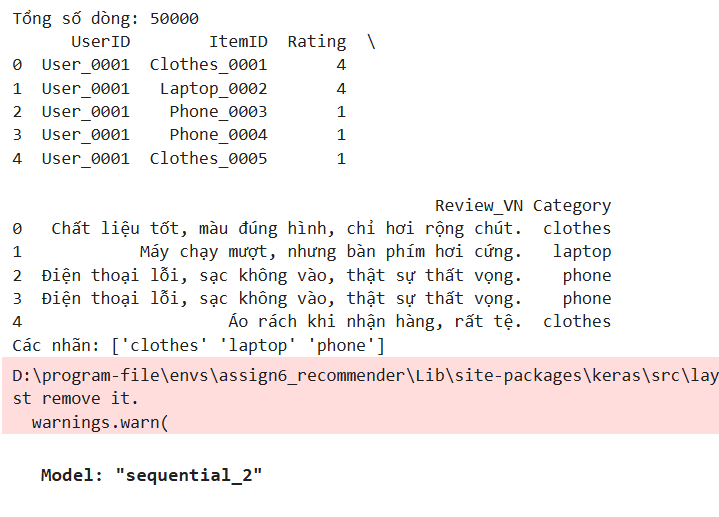 Tổng số dòng: 50000
UserID ItemID Rating \
0 User_0001 Clothes_0001 4
1 User_0001 Laptop_0002 4
2 User_0001 Phone_0003 1
3 User_0001 Phone_0004 1
4 User_0001 Clothes_0005 1
Review_VN Category
0 Chất liệu tốt, màu đúng hình, chỉ hơi rộng chút. clothes
1 Máy chạy mượt, nhưng bàn phím hơi cứng. laptop
2 Điện thoại lỗi, sạc không vào, thật sự thất vọng. phone
3 Điện thoại lỗi, sạc không vào, thật sự thất vọng. phone
4 Áo rách khi nhận hàng, rất tệ. clothes
Các nhãn: ['clothes' 'laptop' 'phone']
D:\program-file\envs\assign6_recommender\Lib\site-packages\keras\src\lay
st remove it.
warnings.warn(
Model: "sequential_2"